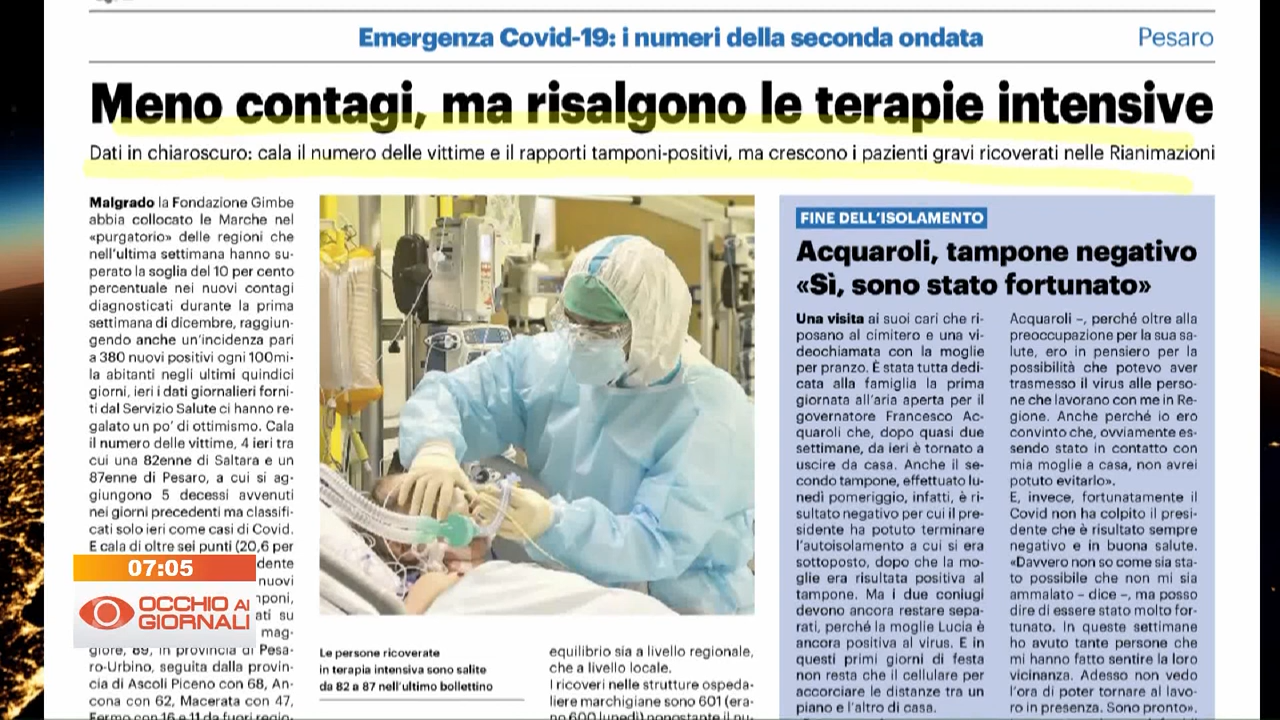 Emergenza Covid-19: i numeri della seconda ondata
Pesaro
Meno contagi, ma risalgono le terapie intensive
Dati in chiaroscuro: cala il numero delle vittime e il rapporti tamponi-positivi, ma crescono i pazienti gravi ricoverati nelle Rianimazioni
Malgrado la Fondazione Gimbe
abbia collocato le Marche nel
«purgatorio» delle regioni che
nell'ultima settimana hanno su-
perato la soglia del 10 per cento
percentuale nei nuovi contagi
diagnosticati durante la prima
settimana di dicembre, raggiun-
gendo anche un'incidenza pari
a 380 nuovi positivi ogni 100mi-
la abitanti negli ultimi quindici
giorni, ieri i dati giornalieri forni-
ti dal Servizio Salute ci hanno re-
galato un po' di ottimismo. Cala
il numero delle vittime, 4 ieri tra
cui una 82enne di Saltara e un
87enne di Pesaro, a cui si ag-
giungono 5 decessi avvenuti
nei giorni precedenti ma classifi-
cati solo ieri come casi di Covid.
E cala di oltre sei punti (20,6 per
dente
nuovi
nponi,
ati su
mag-
giore, 69, in provincia di Pesa-
ro-Urbino, seguita dalla provin-
cia di Ascoli Piceno con 68, An-
cona con 62, Macerata con 47,
Fermo con 16 e 11 da fuori regio-
07:05
OCCHIO AI
GIORNALI
Le persone ricoverate
in terapia intensiva sono salite
da 82 a 87 nell'ultimo bollettino
equilibrio sia a livello regionale,
che a livello locale.
I ricoveri nelle strutture ospeda-
liere marchigiane sono 601 (era-
no 600 lunedì) nonostante il nu-
FINE DELL'ISOLAMENTO
Acquaroli, tampone negativo
«Sì, sono stato fortunato»
Una visita ai suoi cari che ri-
posano al cimitero e una vi-
deochiamata con la moglie
per pranzo. È stata tutta dedi-
cata alla famiglia la prima
giornata all'aria aperta per il
governatore Francesco Ac-
quaroli che, dopo quasi due
settimane, da ieri è tornato a
uscire da casa. Anche il se-
condo tampone, effettuato lu-
nedì pomeriggio, infatti, è ri-
sultato negativo per cui il pre-
sidente ha potuto terminare
l'autoisolamento a cui si era
sottoposto, dopo che la mo-
glie era risultata positiva al
tampone. Ma i due coniugi
devono ancora restare sepa-
rati, perché la moglie Lucia è
ancora positiva al virus. E in
questi primi giorni di festa
non resta che il cellulare per
accorciare le distanze tra un
piano e l'altro di casa.
Acquaroli –, perché oltre alla
preoccupazione per la sua sa-
lute, ero in pensiero per la
possibilità che potevo aver
trasmesso il virus alle perso-
ne che lavorano con me in Re-
gione. Anche perché io ero
convinto che, ovviamente es-
sendo stato in contatto con
mia moglie a casa, non avrei
potuto evitarlo».
E, invece, fortunatamente il
Covid non ha colpito il presi-
dente che è risultato sempre
negativo e in buona salute.
«Davvero non so come sia sta-
to possibile che non mi sia
ammalato – dice –, ma posso
dire di essere stato molto for-
tunato. In queste settimane
ho avuto tante persone che
mi hanno fatto sentire la loro
vicinanza. Adesso non vedo
l'ora di poter tornare al lavo-
ro in presenza. Sono pronto».